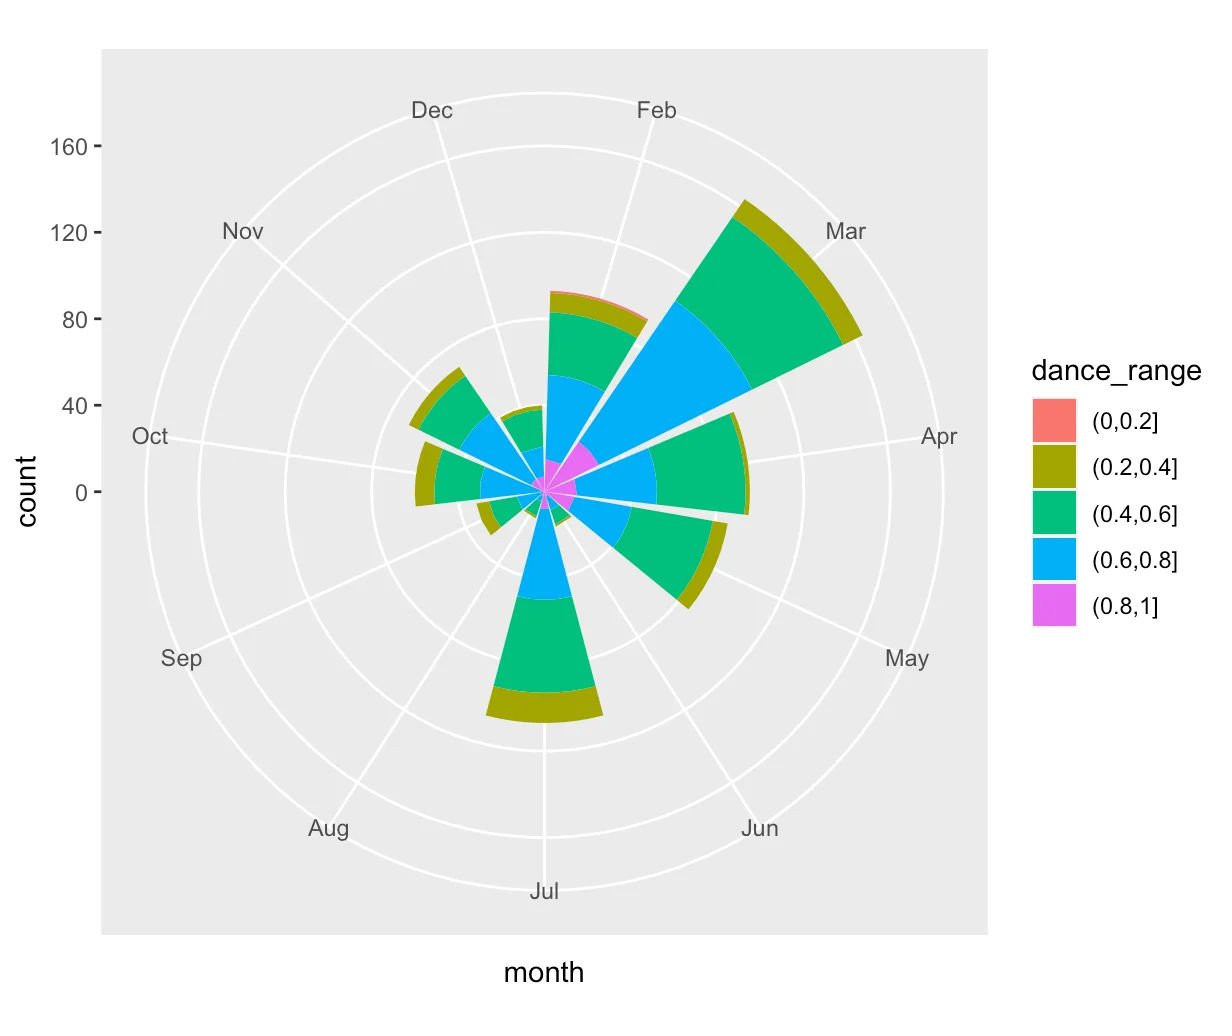 Dec
Feb
160
Nov
Mar
120
80
dance_range
40
(0,0.2]
Oct
Apr
(0.2,0.4]
count
0
(0.4,0.6]
(0.6,0.8]
(0.8,1]
Sep
May
Aug
Jun
Jul
month